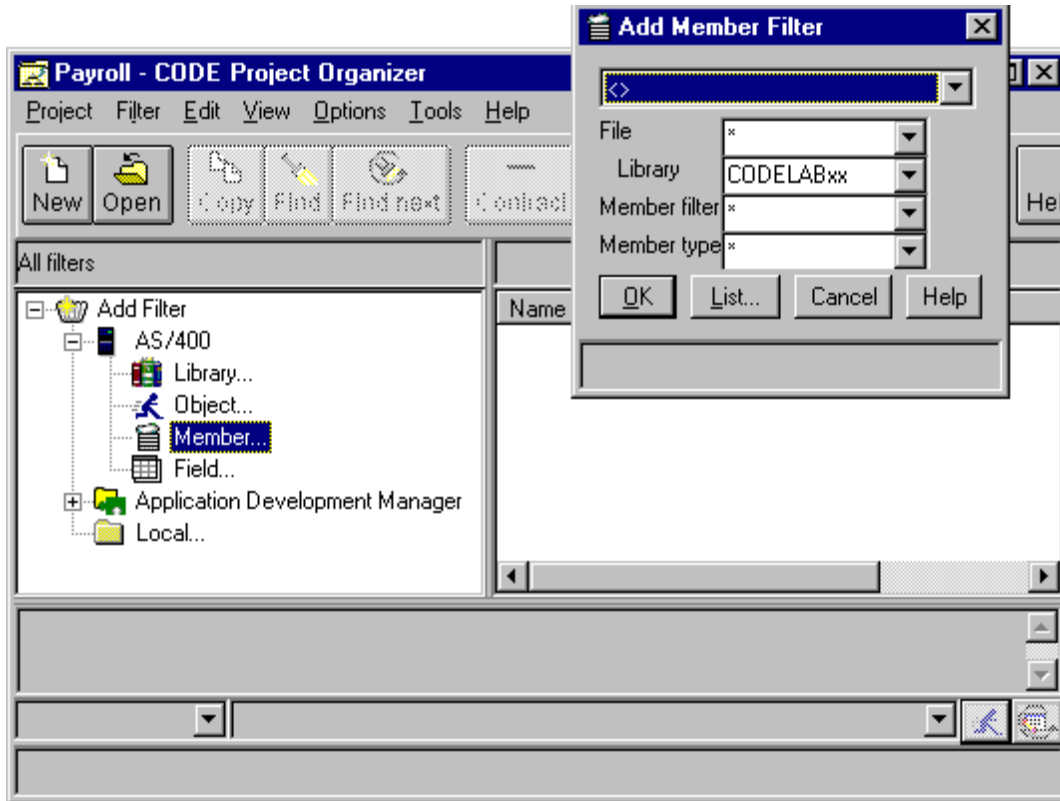 Add Member Filter
<>
File *
Library CODELABxx
Member filter *
Member type *
OK List... Cancel Help
Payroll - CODE Project Organizer
Project Filter Edit View Options Tools Help
New Open Copy Find Find next Contract Hel
All filters
Name
Add Filter
AS/400
Library...
Object...
Member...
Field...
Application Development Manager
Local...